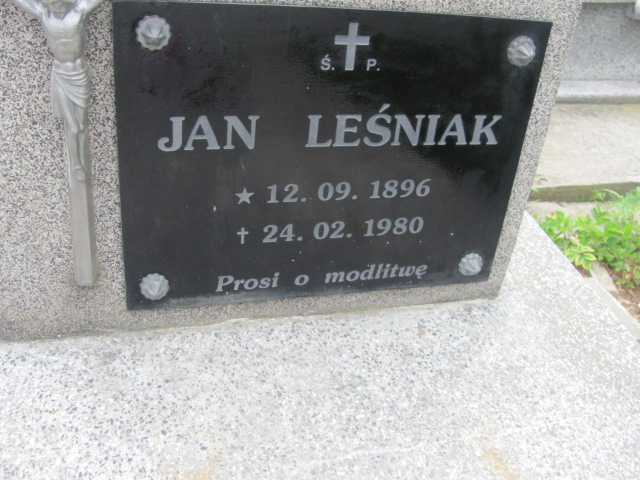 Ś. P.
JAN LEŚNIAK
★ 12. 09. 1896
✝ 24. 02. 1980
Prosi o modlitwę